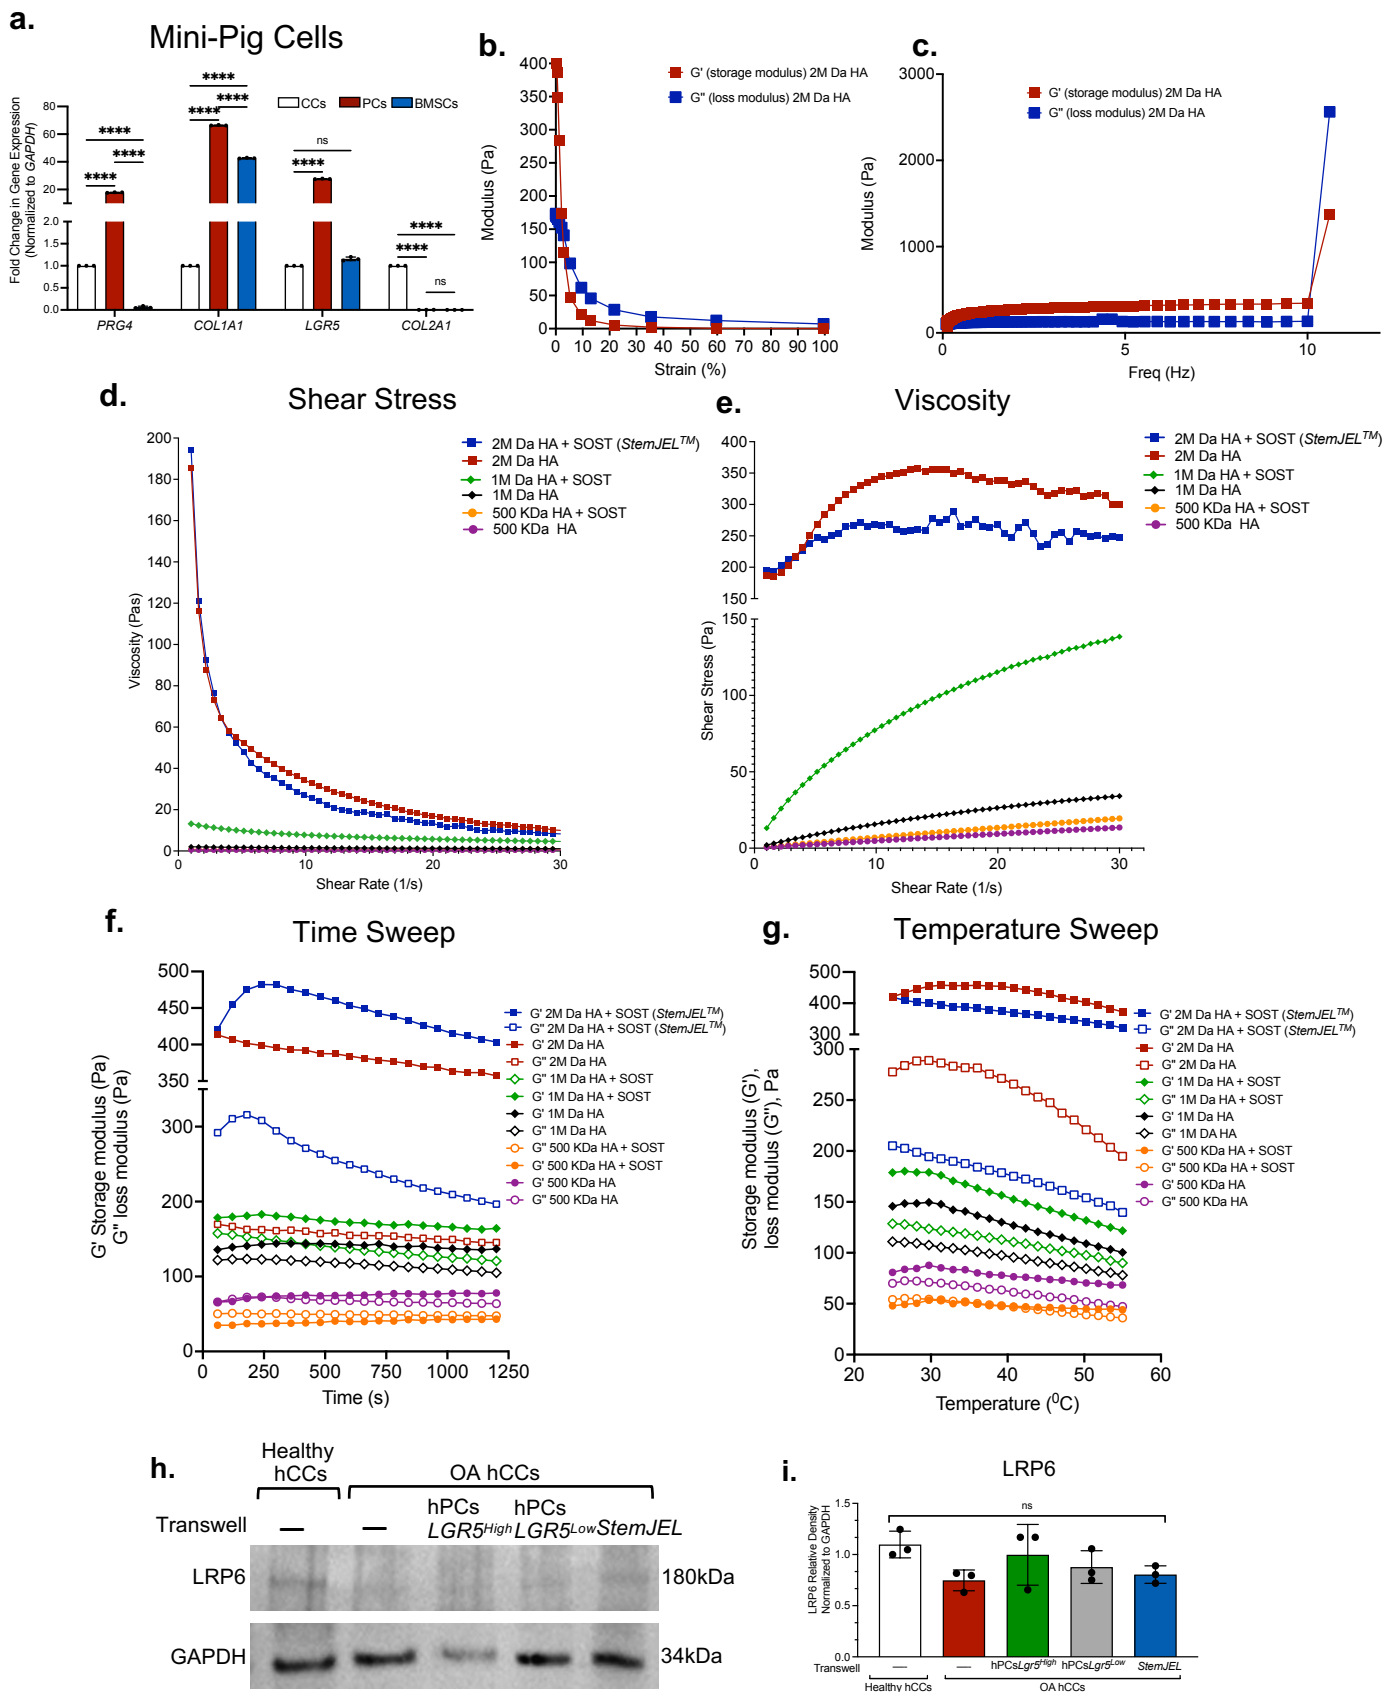 a.
Mini-Pig Cells
****
****
****
****
****
****
ns
****
****
****
****
ns
CCs PCs BMSCs
Fold Change in Gene Expression
(Normalized to GAPDH)
80
60
40
20
2.0
1.5
1.0
0.5
0.0
PRG4 COL1A1 LGR5 COL2A1
b.
G' (storage modulus) 2M Da HA
G" (loss modulus) 2M Da HA
Modulus (Pa)
400
350
300
250
200
150
100
50
0
0 10 20 30 40 50 60 70 80 90 100
Strain (%)
c.
G' (storage modulus) 2M Da HA
G" (loss modulus) 2M Da HA
Modulus (Pa)
3000
2000
1000
0
0 5 10
Freq (Hz)
d.
Shear Stress
2M Da HA + SOST (StemJEL™)
2M Da HA
1M Da HA + SOST
1M Da HA
500 KDa HA + SOST
500 KDa HA
Viscosity (Pas)
200
180
160
140
120
100
80
60
40
20
0
0 10 20 30
Shear Rate (1/s)
e.
Viscosity
2M Da HA + SOST (StemJEL™)
2M Da HA
1M Da HA + SOST
1M Da HA
500 KDa HA + SOST
500 KDa HA
Shear Stress (Pa)
400
350
300
250
200
150
150
100
50
0
0 10 20 30
Shear Rate (1/s)
f.
Time Sweep
G' 2M Da HA + SOST (StemJEL™)
G" 2M Da HA + SOST (StemJEL™)
G' 2M Da HA
G" 2M Da HA
G" 1M Da HA + SOST
G' 1M Da HA + SOST
G' 1M Da HA
G" 1M Da HA
G" 500 KDa HA + SOST
G' 500 KDa HA + SOST
G' 500 KDa HA
G" 500 KDa HA
G' Storage modulus (Pa)
G" loss modulus (Pa)
500
450
400
350
300
200
100
0
0 250 500 750 1000 1250
Time (s)
g.
Temperature Sweep
G' 2M Da HA + SOST (StemJEL™)
G" 2M Da HA + SOST (StemJEL™)
G' 2M Da HA
G" 2M Da HA
G' 1M Da HA + SOST
G" 1M Da HA + SOST
G' 1M Da HA
G" 1M DA HA
G' 500 KDa HA + SOST
G" 500 KDa HA + SOST
G' 500 KDa HA
G" 500 KDa HA
Storage modulus (G'),
loss modulus (G"), Pa
500
400
300
300
250
200
150
100
50
0
20 30 40 50 60
Temperature (⁰C)
h.
Healthy
hCCs
OA hCCs
Transwell — — hPCs LGR5High hPCs LGR5Low StemJEL
LRP6 180kDa
GAPDH 34kDa
i.
LRP6
ns
LRP6 Relative Density
Normalized to GAPDH
1.5
1.0
0.5
0.0
Transwell — — hPCsLgr5High hPCsLgr5Low StemJEL
Healthy hCCs OA hCCs